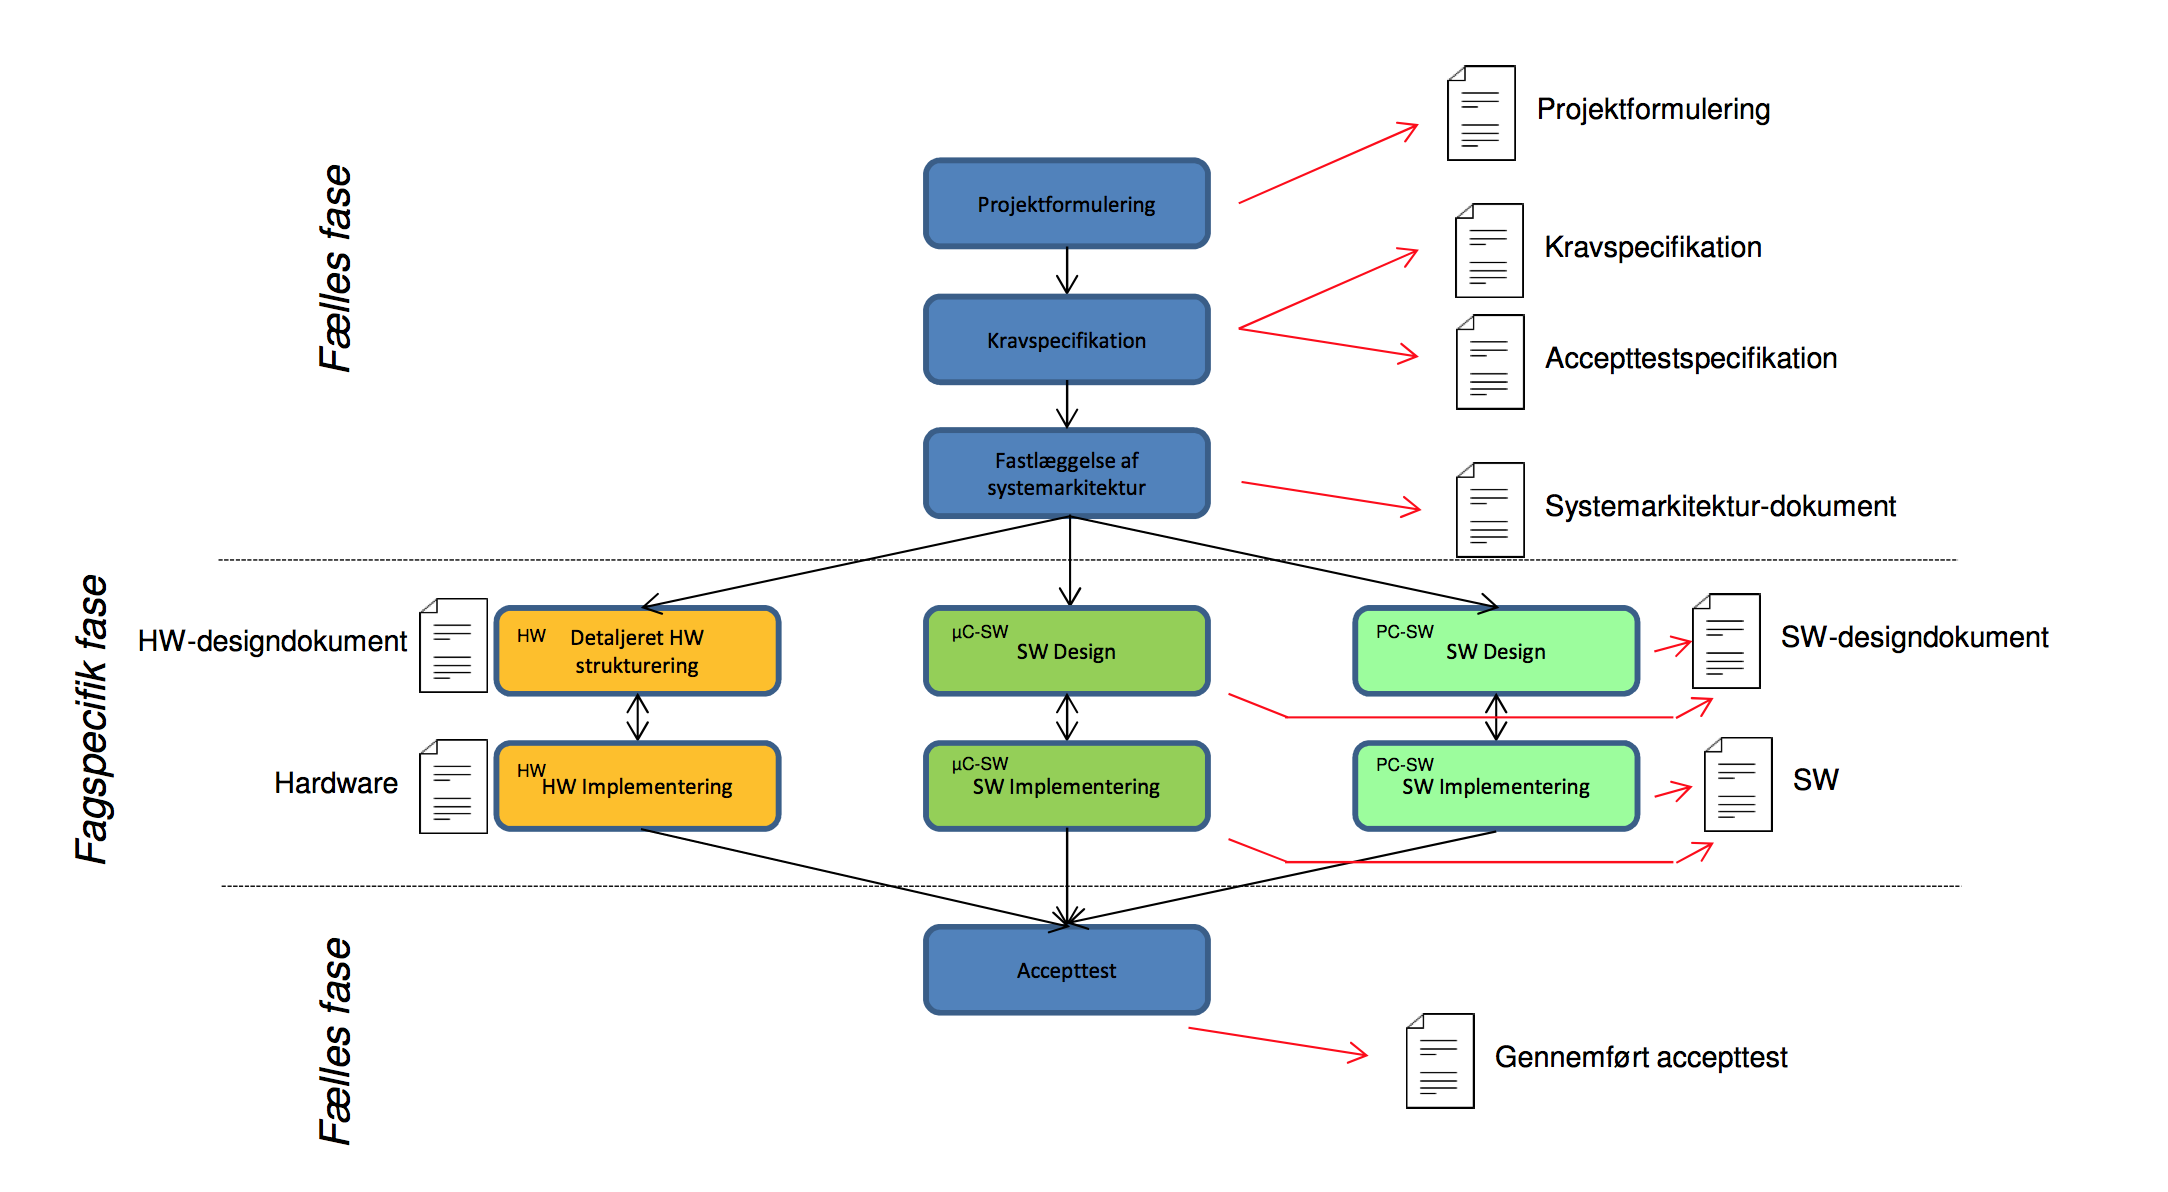 Projektformulering
Fælles fase
Projektformulering
Kravspecifikation
Kravspecifikation
Accepttestspecifikation
Fastlæggelse af
systemarkitektur
Systemarkitektur-dokument
Fagspecifik fase
HW-designdokument
HW
Detaljeret HW
strukturering
µC-SW
SW Design
PC-SW
SW Design
SW-designdokument
Hardware
HW
HW Implementering
µC-SW
SW Implementering
PC-SW
SW Implementering
SW
Fælles fase
Accepttest
Gennemført accepttest